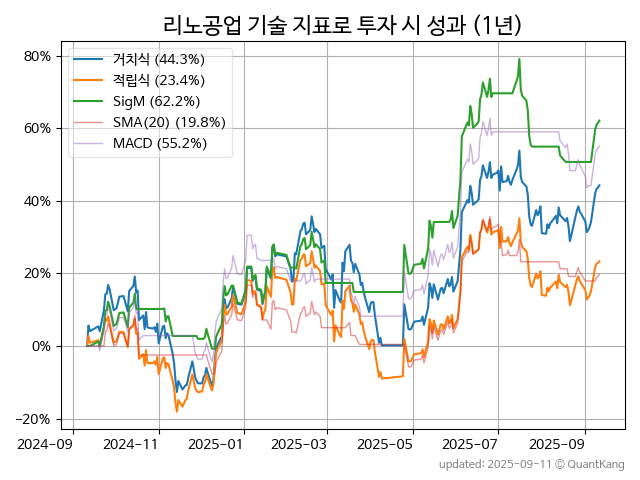 리노공업 기술 지표로 투자 시 성과 (1년)
80%
60%
40%
20%
0%
−20%
거치식 (44.3%)
적립식 (23.4%)
SigM (62.2%)
SMA(20) (19.8%)
MACD (55.2%)
2024-09 2024-11 2025-01 2025-03 2025-05 2025-07 2025-09
updated: 2025-09-11 © QuantKang